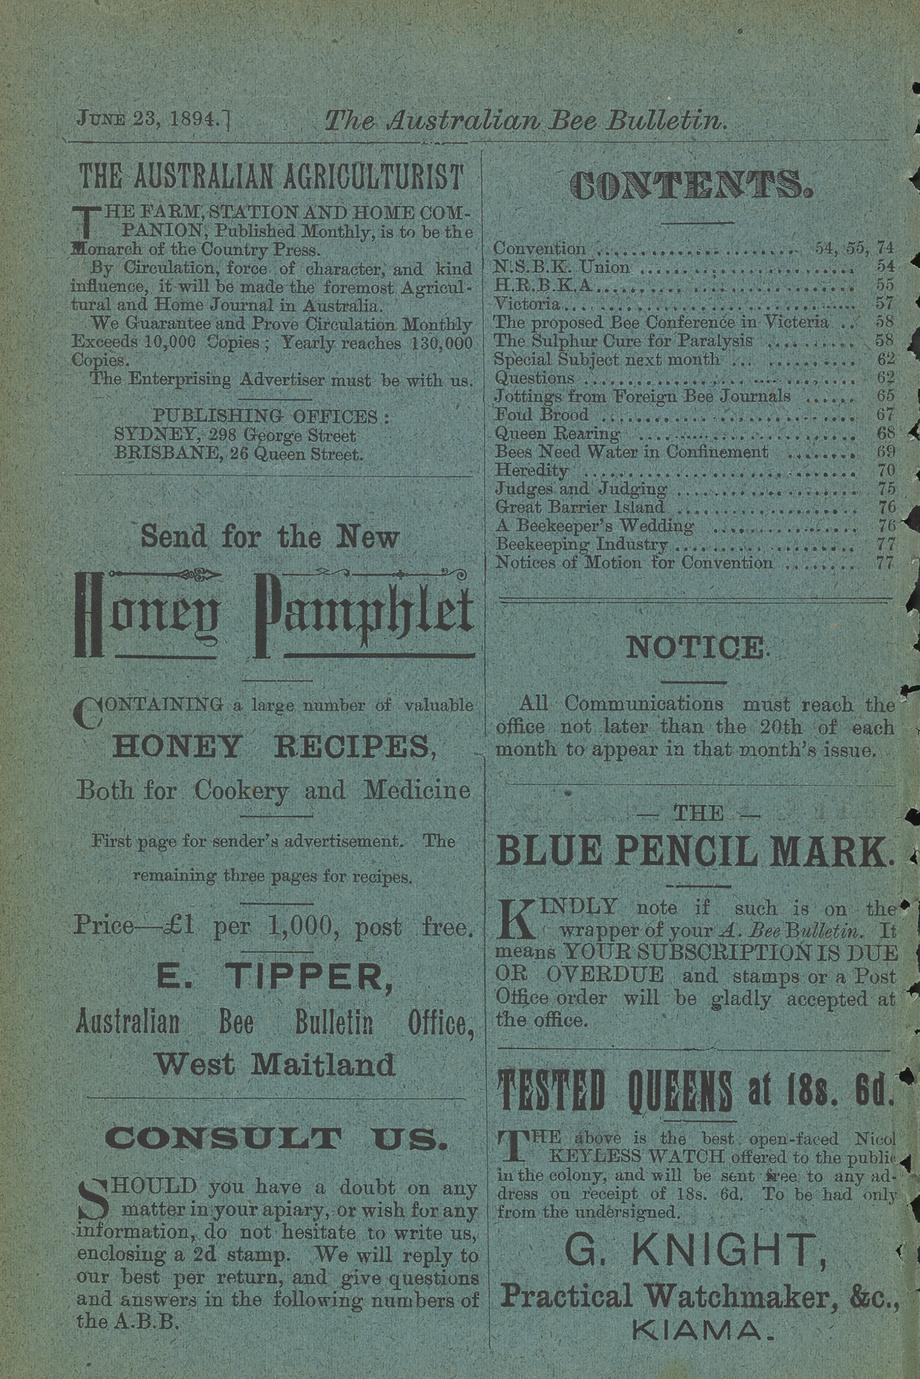 JUNE 23, 1894.] The Australian Bee Bulletin.
THE AUSTRALIAN AGRICULTURIST
THE FARM, STATION AND HOME COM-
PANION, Published Monthly, is to be the
Monarch of the Country Press.
By Circulation, force of character, and kind
influence, it will be made the foremost Agricul-
tural and Home Journal in Australia.
We Guarantee and Prove Circulation Monthly
Exceeds 10,000 Copies; Yearly reaches 130,000
Copies.
The Enterprising Advertiser must be with us.
PUBLISHING OFFICES:
SYDNEY, 298 George Street
BRISBANE, 26 Queen Street.
Send for the New
Honey Pamphlet
CONTAINING a large number of valuable
HONEY RECIPES,
Both for Cookery and Medicine
First page for sender's advertisement. The
remaining three pages for recipes.
Price—£1 per 1,000, post free.
E. TIPPER,
Australian Bee Bulletin Office,
West Maitland
CONSULT US.
SHOULD you have a doubt on any
matter in your apiary, or wish for any
information, do not hesitate to write us,
enclosing a 2d stamp. We will reply to
our best per return, and give questions
and answers in the following numbers of
the A.B.B.
CONTENTS.
Convention ........................ 54, 55, 74
N.S.B.K. Union ........................ 54
H.R.B.K.A. ........................ 55
Victoria ........................ 57
The proposed Bee Conference in Victeria .. 58
The Sulphur Cure for Paralysis .......... 58
Special Subject next month .............. 62
Questions ........................ 62
Jottings from Foreign Bee Journals ...... 65
Foul Brood ........................ 67
Queen Rearing ........................ 68
Bees Need Water in Confinement ........ 69
Heredity ........................ 70
Judges and Judging .................... 75
Great Barrier Island .................... 76
A Beekeeper's Wedding ................ 76
Beekeeping Industry .................... 77
Notices of Motion for Convention ........ 77
NOTICE.
All Communications must reach the
office not later than the 20th of each
month to appear in that month's issue.
— THE —
BLUE PENCIL MARK.
KINDLY note if such is on the
wrapper of your A. Bee Bulletin. It
means YOUR SUBSCRIPTION IS DUE
OR OVERDUE and stamps or a Post
Office order will be gladly accepted at
the office.
TESTED QUEENS at 18s. 6d.
THE above is the best open-faced Nicol
KEYLESS WATCH offered to the public
in the colony, and will be sent free to any ad-
dress on receipt of 18s. 6d. To be had only
from the undersigned.
G. KNIGHT,
Practical Watchmaker, &c.,
KIAMA.